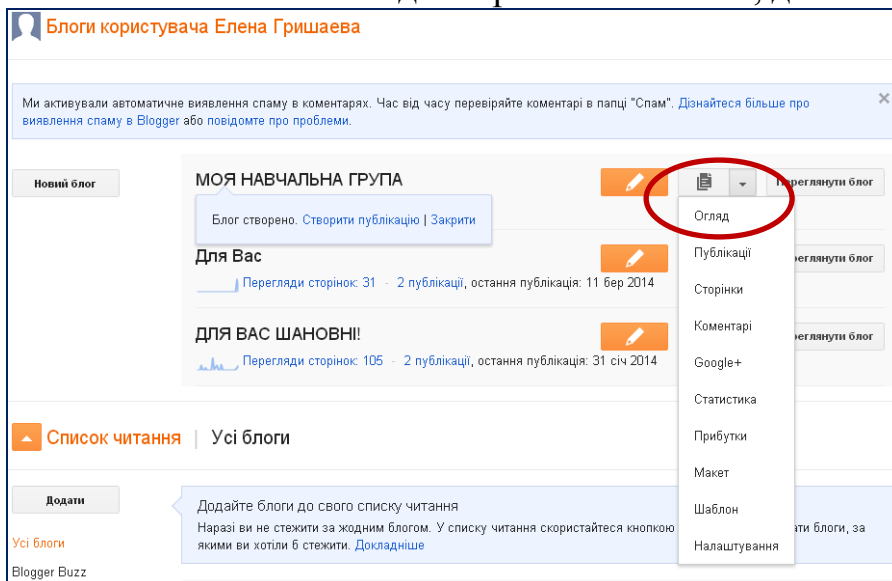 Блоги користувача Елена Гришаева
Ми активували автоматичне виявлення спаму в коментарях. Час від часу перевіряйте коментарі в папці "Спам". Дізнайтеся більше про
виявлення спаму в Blogger або повідомте про проблеми.
Новий блог
МОЯ НАВЧАЛЬНА ГРУПА
Переглянути блог
Блог створено. Створити публікацію | Закрити
Для Вас
Перегляди сторінок: 31 - 2 публікації, остання публікація: 11 бер 2014
ДЛЯ ВАС ШАНОВНІ!
Перегляди сторінок: 105 - 2 публікації, остання публікація: 31 січ 2014
Огляд
Публікації
Сторінки
Коментарі
Google+
Статистика
Прибутки
Макет
Шаблон
Налаштування
Список читання | Усі блоги
Додати
Усі блоги
Blogger Buzz
Додайте блоги до свого списку читання
Наразі ви не стежити за жодним блогом. У списку читання скористайтеся кнопкою
блоги, за
якими ви хотіли б стежити. Докладніше